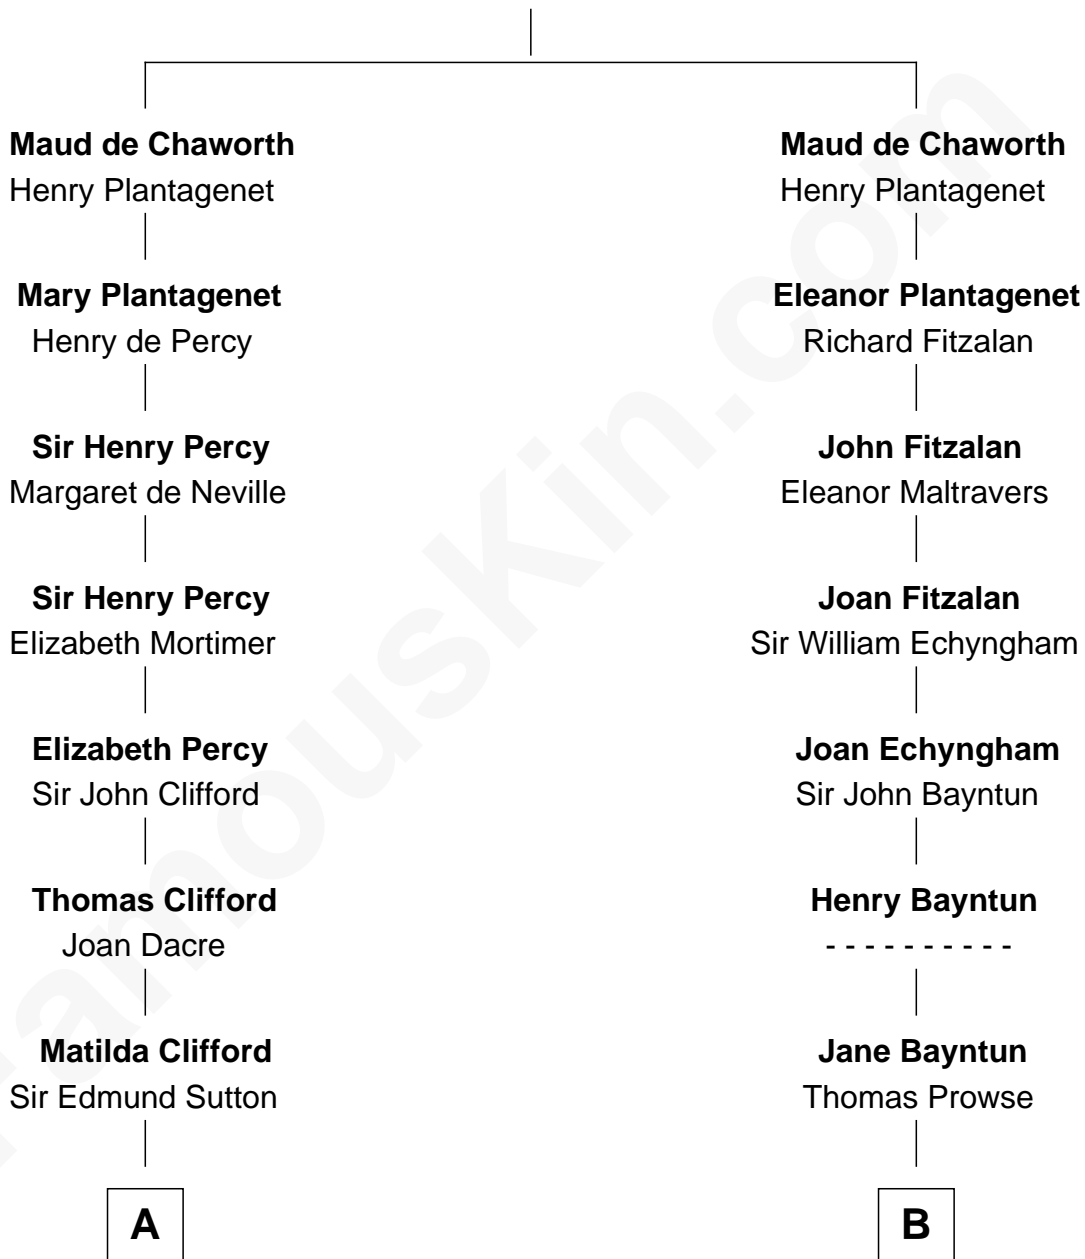 Maud de Chaworth
Henry Plantagenet
Mary Plantagenet
Henry de Percy
Sir Henry Percy
Margaret de Neville
Sir Henry Percy
Elizabeth Mortimer
Elizabeth Percy
Sir John Clifford
Thomas Clifford
Joan Dacre
Matilda Clifford
Sir Edmund Sutton
A
Maud de Chaworth
Henry Plantagenet
Eleanor Plantagenet
Richard Fitzalan
John Fitzalan
Eleanor Maltravers
Joan Fitzalan
Sir William Echyngham
Joan Echyngham
Sir John Bayntun
Henry Bayntun
- - - - - - - - - -
Jane Bayntun
Thomas Prowse
B
FamousKin.com